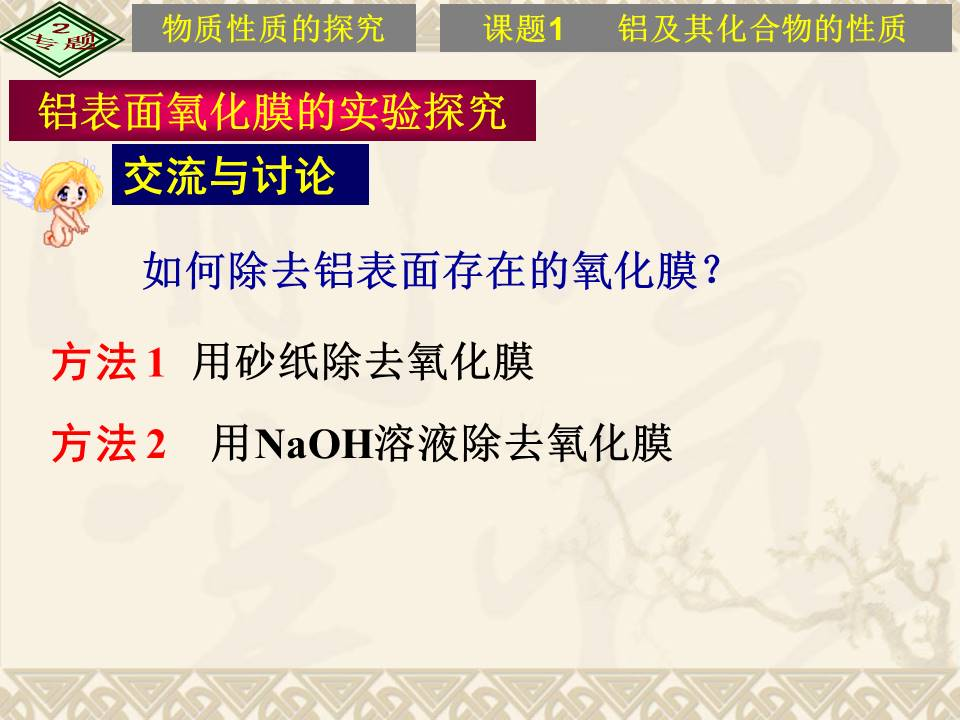 2
专题
物质性质的探究
课题1 铝及其化合物的性质
铝表面氧化膜的实验探究
交流与讨论
如何除去铝表面存在的氧化膜？
方法 1 用砂纸除去氧化膜
方法 2 用NaOH溶液除去氧化膜